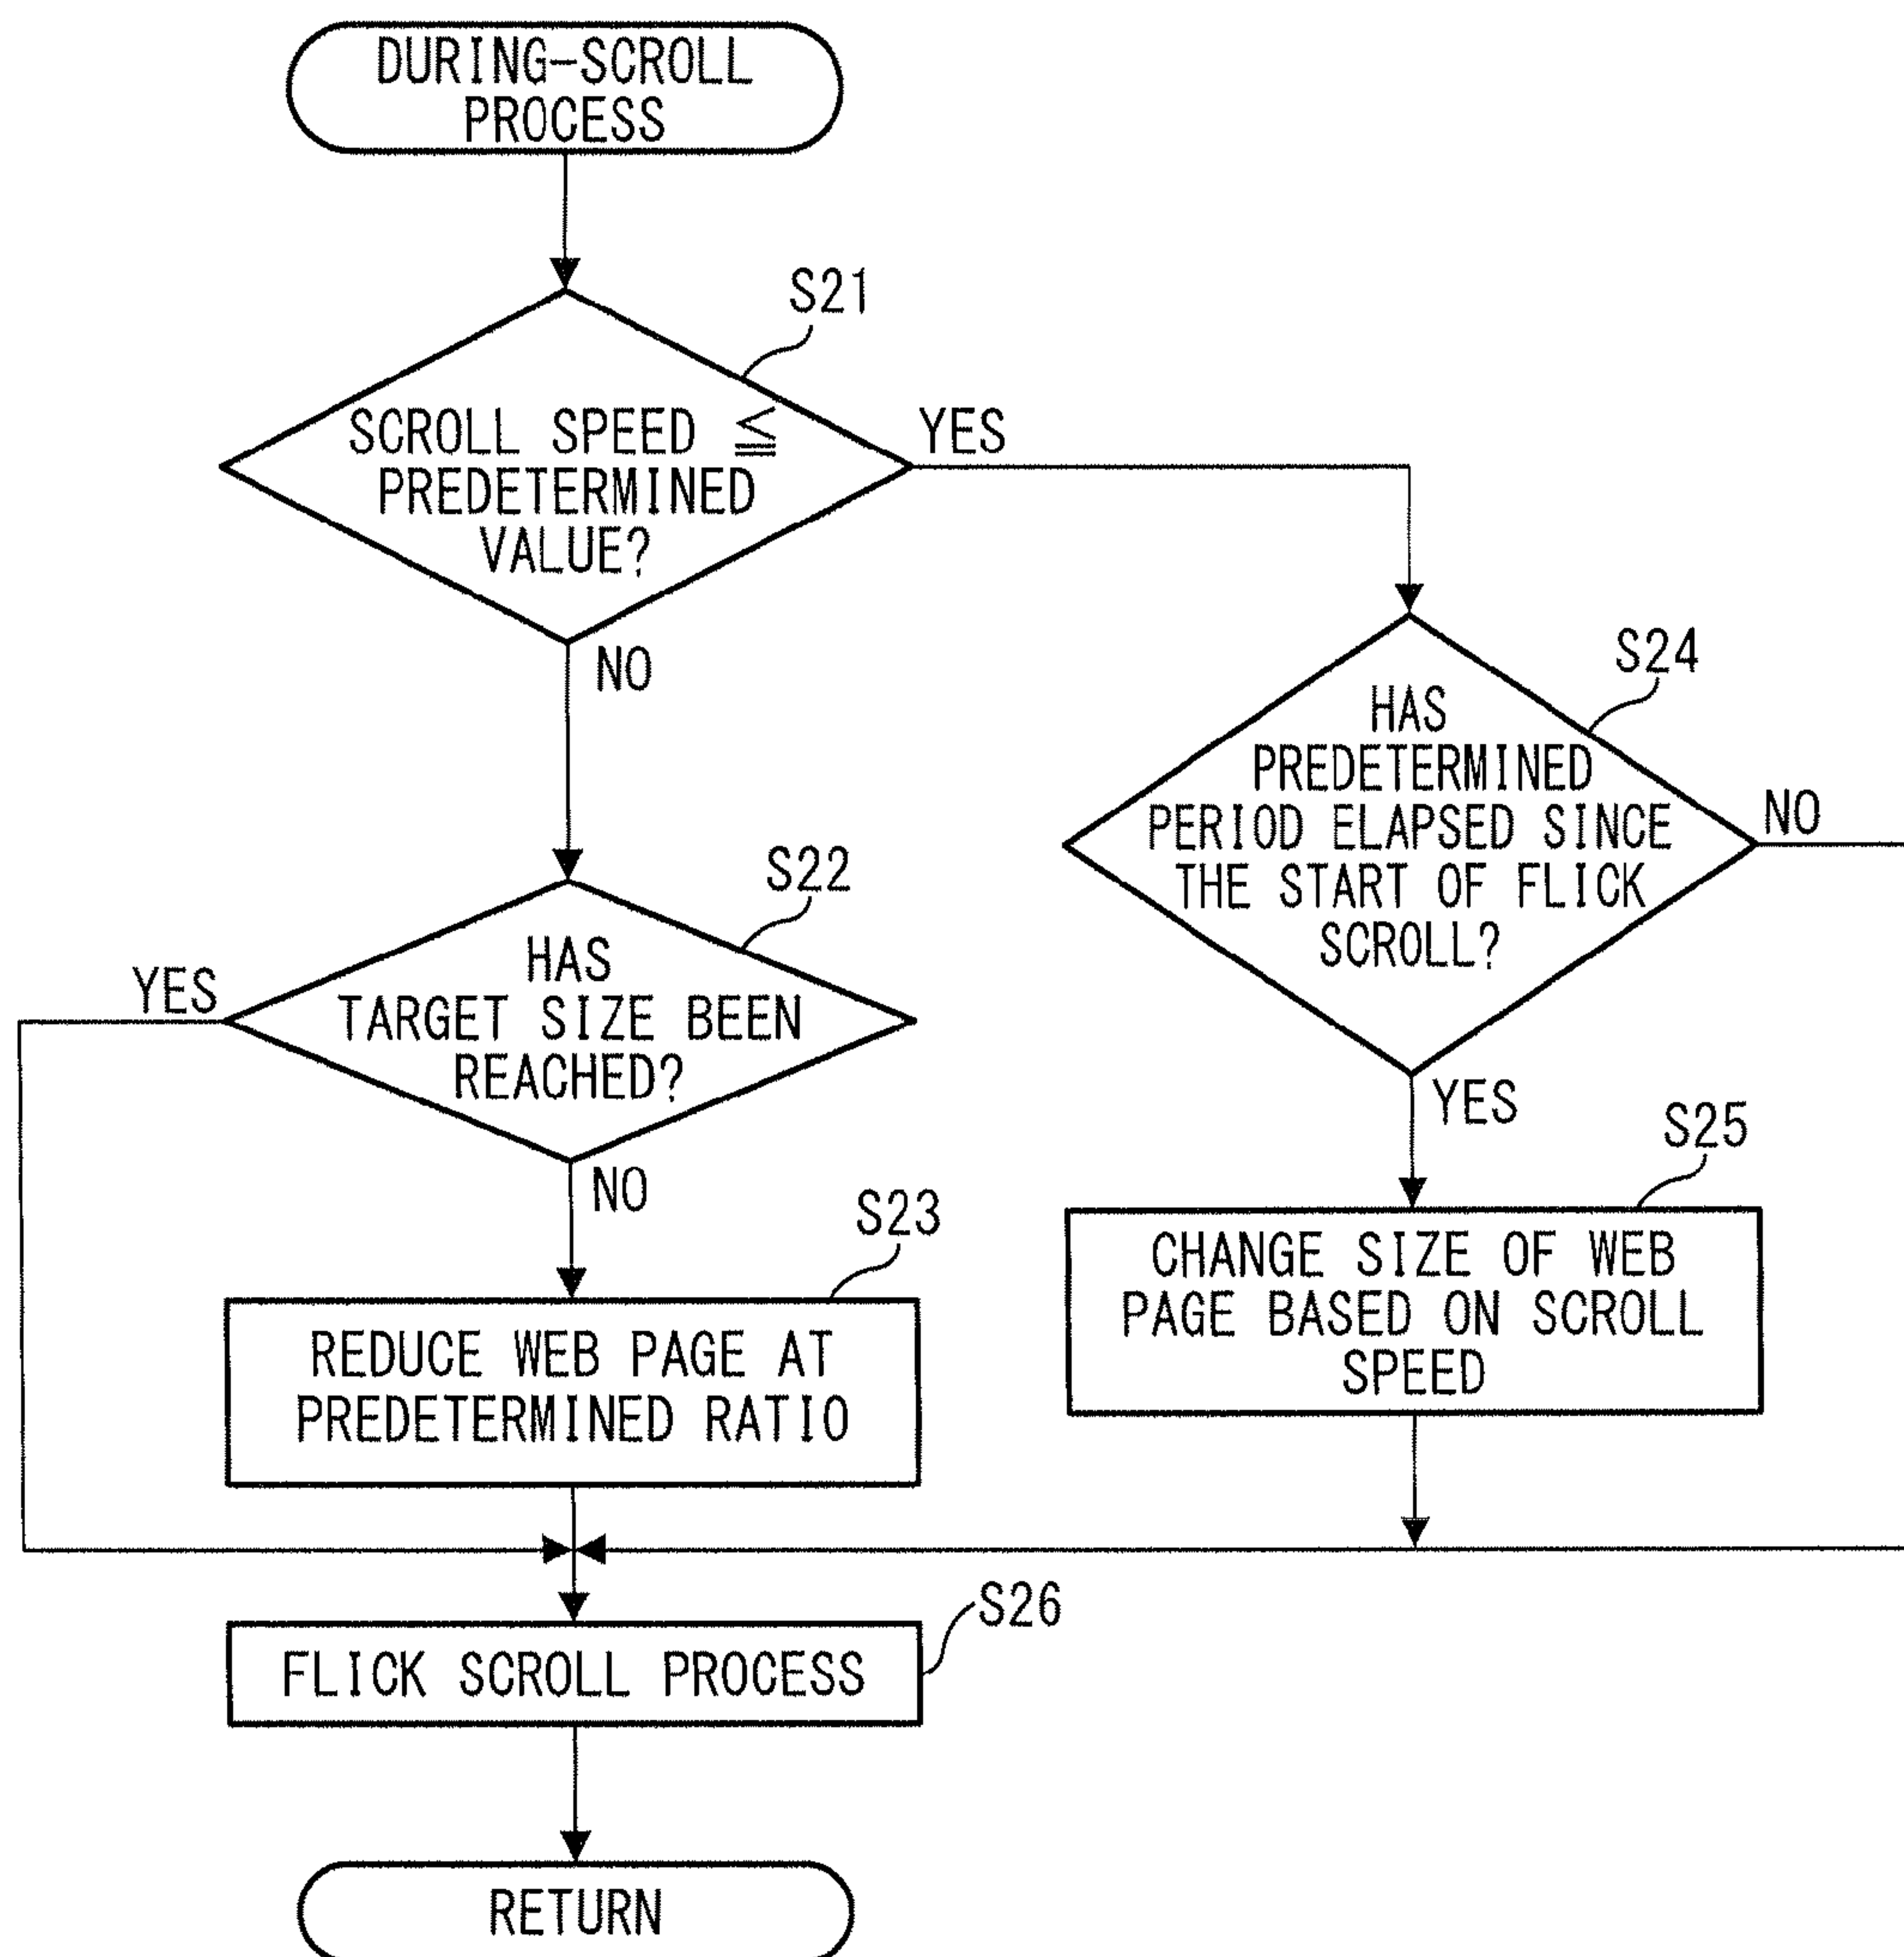 DURING-SCROLL
PROCESS
S21
SCROLL SPEED ≦
PREDETERMINED
VALUE?
YES
NO
S24
HAS
PREDETERMINED
PERIOD ELAPSED SINCE
THE START OF FLICK
SCROLL?
NO
YES
S22
HAS
TARGET SIZE BEEN
REACHED?
YES
NO
S25
CHANGE SIZE OF WEB
PAGE BASED ON SCROLL
SPEED
S23
REDUCE WEB PAGE AT
PREDETERMINED RATIO
S26
FLICK SCROLL PROCESS
RETURN